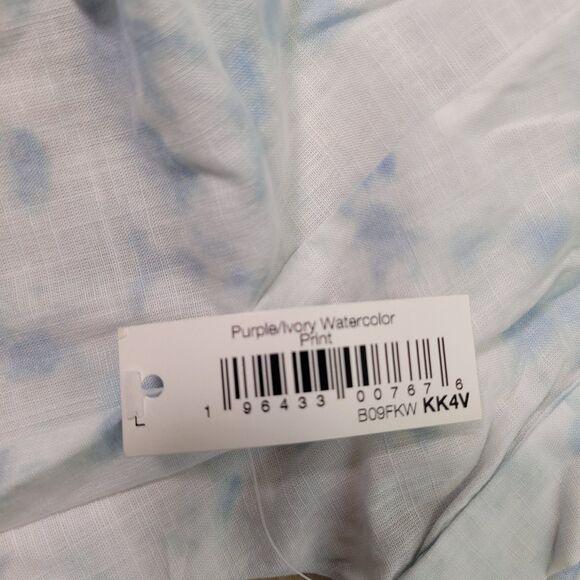 Purple/Ivory Watercolor
Print
1 96433 00767 6
B09FKW KK4V
L